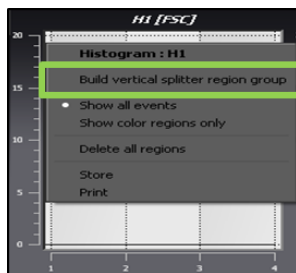 H1 [FSC]
20
Histogram : H1
Build vertical splitter region group
15
Show all events
Show color regions only
10
Delete all regions
5
Store
Print
0
1 2 3 4